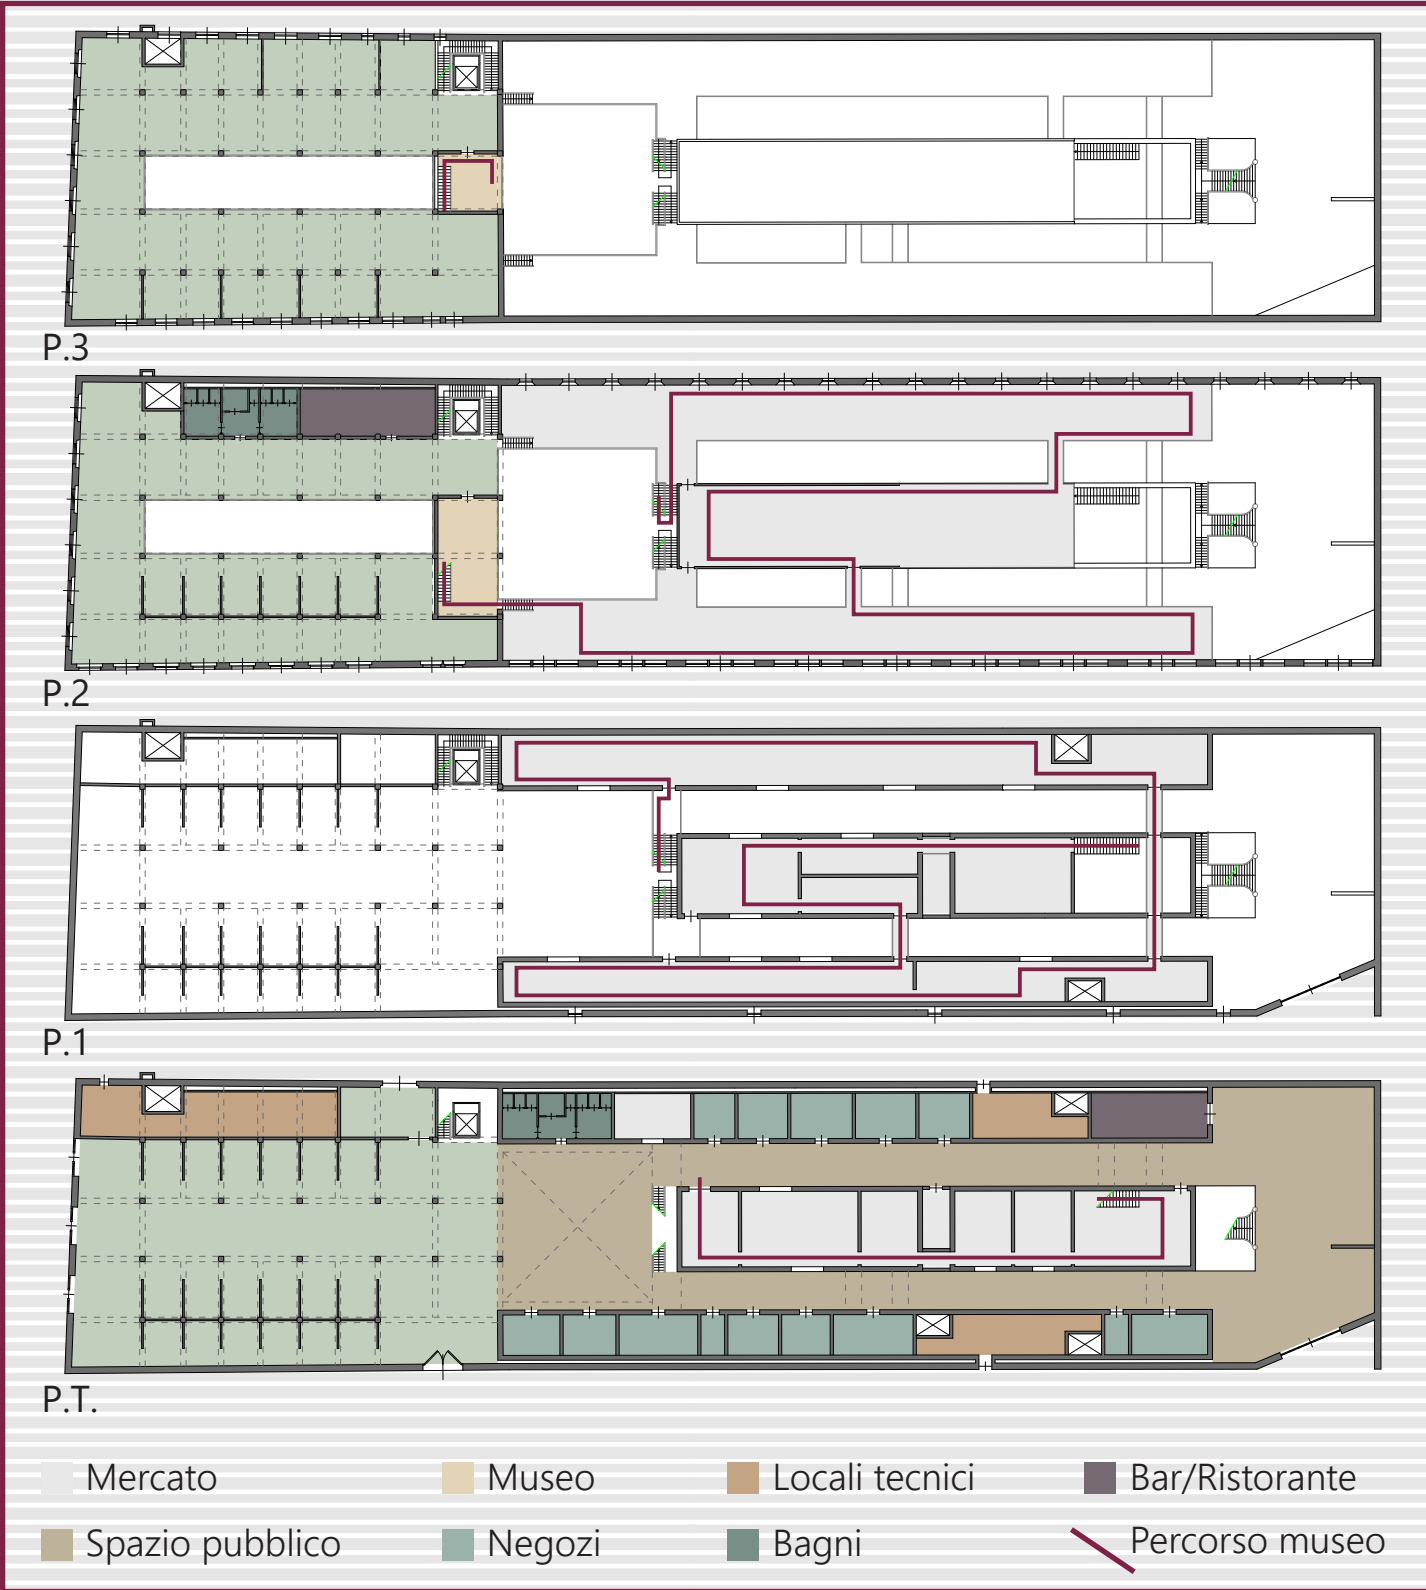 P.3
P.2
P.1
P.T.
Mercato Museo Locali tecnici Bar/Ristorante
Spazio pubblico Negozi Bagni Percorso museo